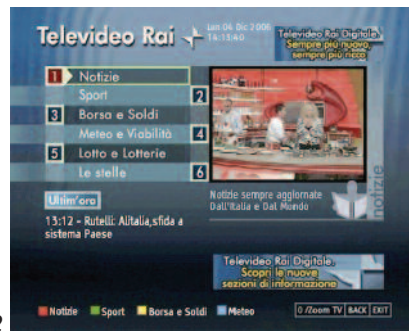 Televideo Rai
Lun 04 Dic 2006
14:15:40
Televideo Rai Digitale.
Sempre più nuovo,
sempre più ricco
1 Notizie
Sport 2
3 Borsa e Soldi
Meteo e Viabilità 4
5 Lotto e Lotterie
Le stelle 6
Ultim'ora
13:12 - Rutelli: Alitalia,sfida a
sistema Paese
Notizie sempre aggiornate
Dall'Italia e Dal Mondo
notizie
Televideo Rai Digitale.
Scopri le nuove
sezioni di informazione
Notizie Sport Borsa e Soldi Meteo 0 /Zoom TV BACK EXIT